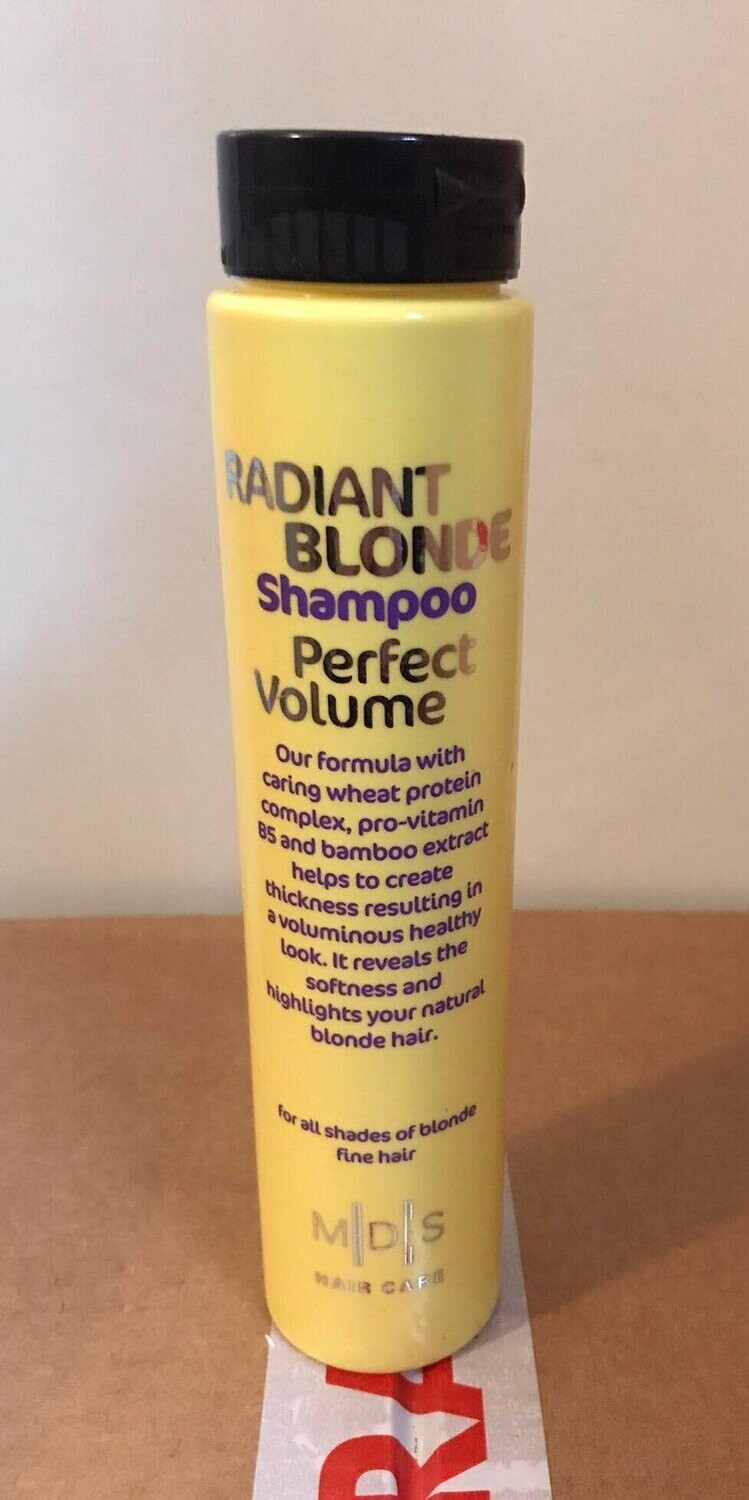 RADIANT
BLONDE
Shampoo
Perfect
Volume
Our formula with
caring wheat protein
complex, pro-vitamin
B5 and bamboo extract
helps to create
thickness resulting in
a voluminous healthy
look. It reveals the
softness and
highlights your natural
blonde hair.
for all shades of blonde
fine hair
M|D|S
HAIR CARE
RA